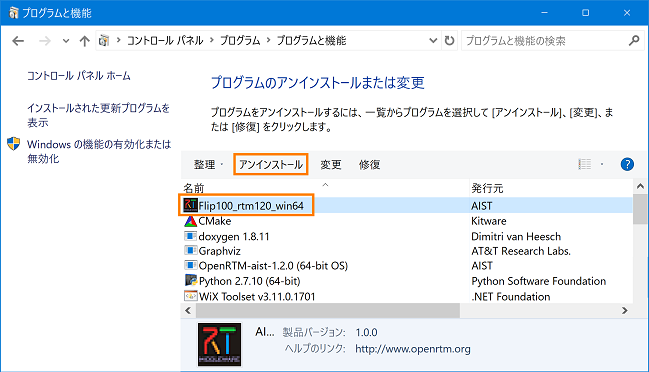 プログラムと機能
コントロール パネル › プログラム › プログラムと機能
プログラムと機能の検索
コントロール パネル ホーム
インストールされた更新プログラムを
表示
Windows の機能の有効化または
無効化
プログラムのアンインストールまたは変更
プログラムをアンインストールするには、一覧からプログラムを選択して [アンインストール]、[変更]、ま
たは [修復] をクリックします。
整理 アンインストール 変更 修復
名前 発行元
Flip100_rtm120_win64 AIST
CMake Kitware
doxygen 1.8.11 Dimitri van Heesch
Graphviz AT&T Research Labs.
OpenRTM-aist-1.2.0 (64-bit OS) AIST
Python 2.7.10 (64-bit) Python Software Foundation
WiX Toolset v3.11.0.1701 .NET Foundation
RT
MIDDLEWARE
AI... 製品バージョン: 1.0.0
ヘルプのリンク: http://www.openrtm.org